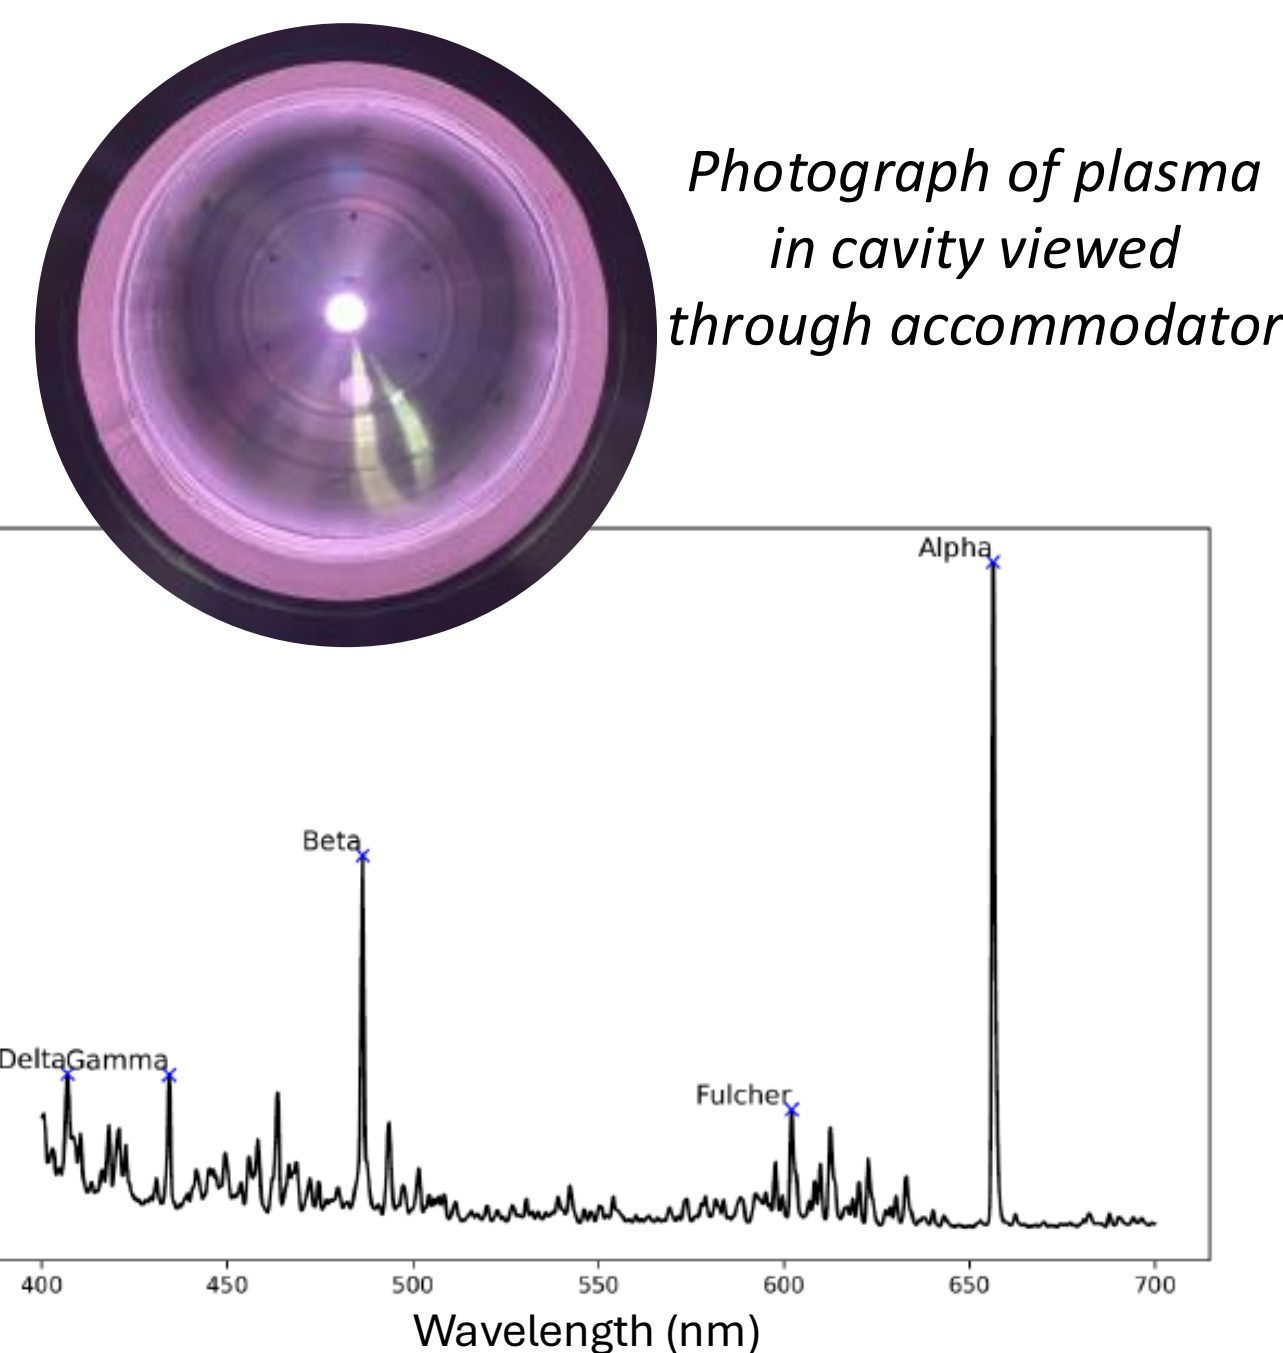 Photograph of plasma
in cavity viewed
through accommodator
Alpha
Beta
DeltaGamma
Fulcher
400 450 500 550 600 650 700
Wavelength (nm)